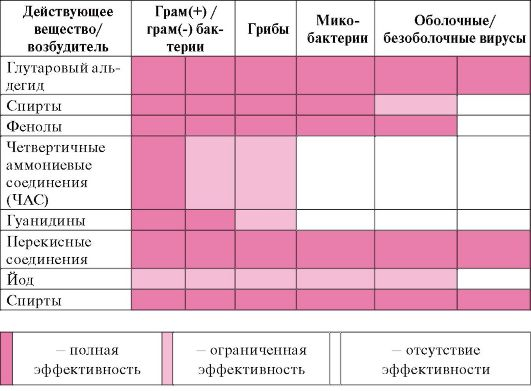 Действующее вещество/ возбудитель
Грам(+) / грам(-) бак- терии
Грибы
Мико- бактерии
Оболочные/ безоболочные вирусы
Глутаровый аль-
дегид
Спирты
Фенолы
Четвертичные
аммониевые
соединения
(ЧАС)
Гуанидины
Перекисные
соединения
Йод
Спирты
– полная
эффективность
– ограниченная
эффективность
– отсутствие
эффективности